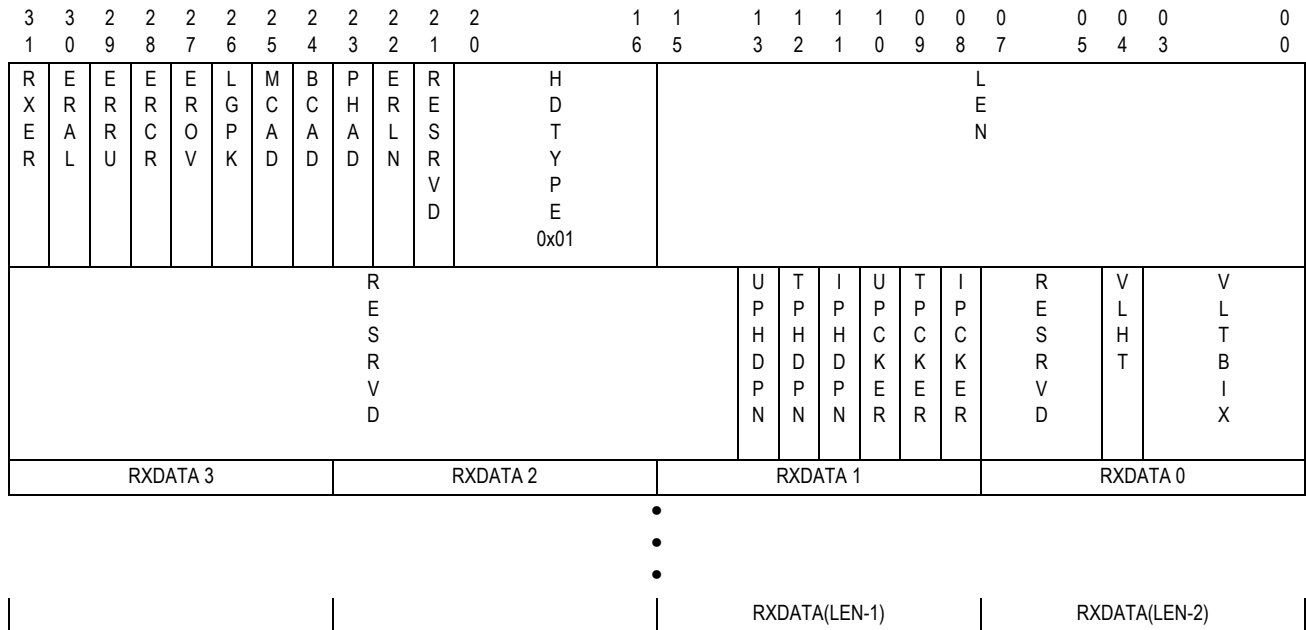 3 3 2 2 2 2 2 2 2 2 2 2 1 1 1 1 1 1 0 0 0 0 0 0 0
1 0 9 8 7 6 5 4 3 2 1 0 6 5 3 2 1 0 9 8 7 5 4 3 0
RXER
ERAL
ERRU
ERCR
EROV
LGPK
MCAD
BCAD
PHAD
ERLN
RESRVD
HDTYPE
0x01
LEN
RESRVD
UPHDPN
TPHDPN
IPHDPN
UPCKER
TPCKER
IPCKER
RESRVD
VLHT
VLTBIX
RXDATA 3
RXDATA 2
RXDATA 1
RXDATA 0
RXDATA(LEN-1)
RXDATA(LEN-2)